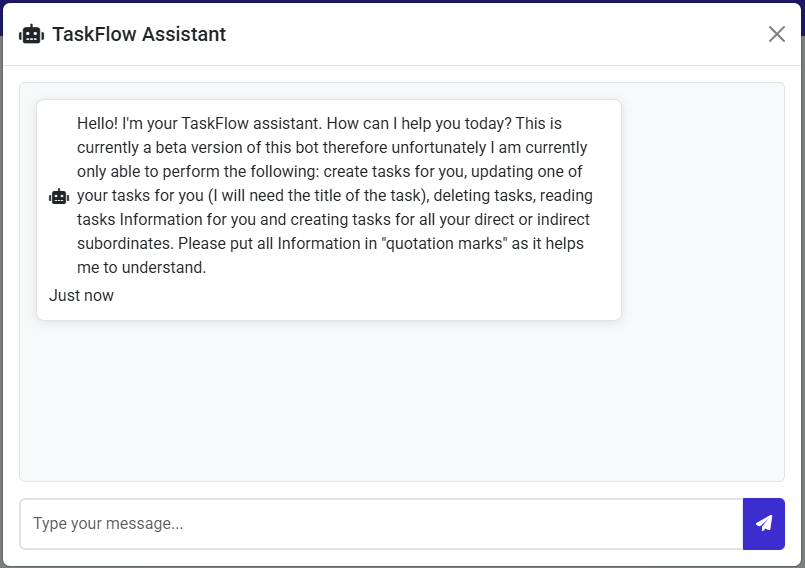 TaskFlow Assistant
Hello! I'm your TaskFlow assistant. How can I help you today? This is
currently a beta version of this bot therefore unfortunately I am currently
only able to perform the following: create tasks for you, updating one of
your tasks for you (I will need the title of the task), deleting tasks, reading
tasks Information for you and creating tasks for all your direct or indirect
subordinates. Please put all Information in "quotation marks" as it helps
me to understand.
Just now
Type your message...